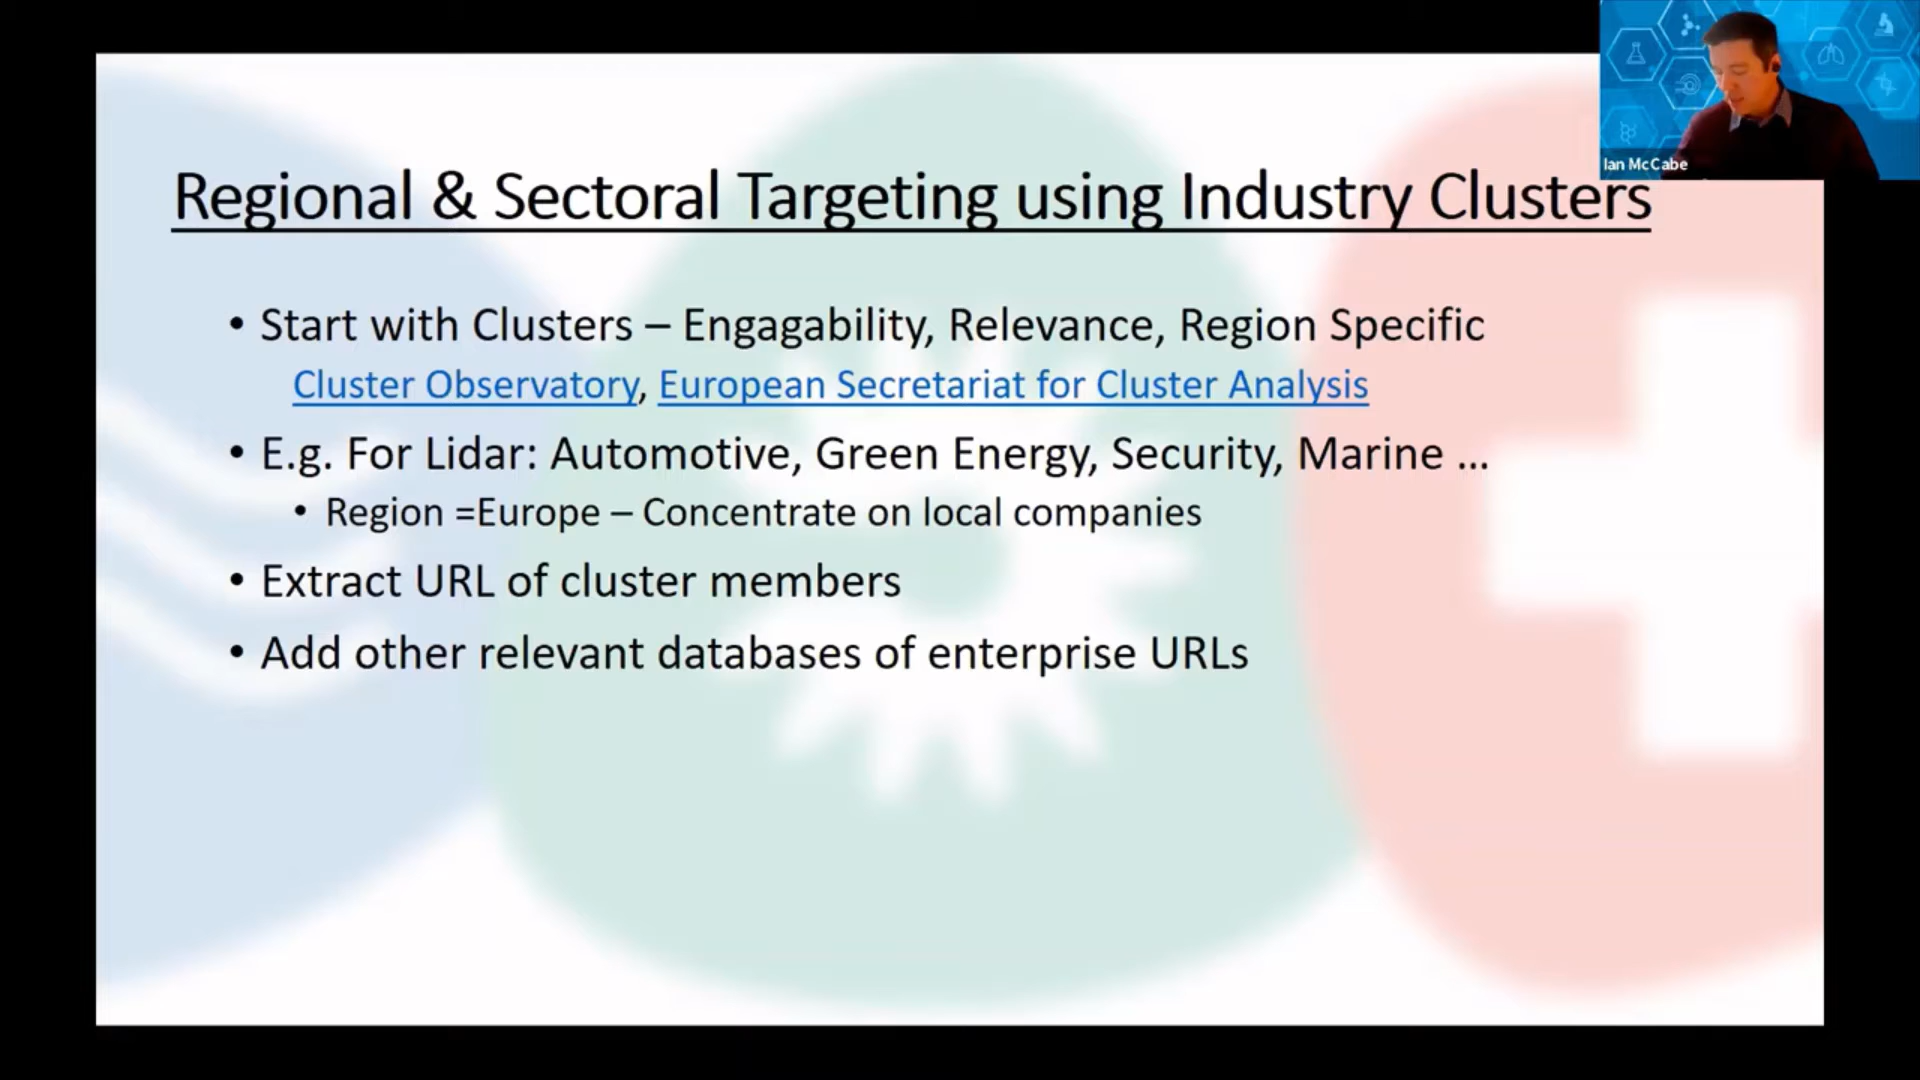 Ian McCabe
Regional & Sectoral Targeting using Industry Clusters
• Start with Clusters – Engagability, Relevance, Region Specific
Cluster Observatory, European Secretariat for Cluster Analysis
• E.g. For Lidar: Automotive, Green Energy, Security, Marine ...
• Region =Europe – Concentrate on local companies
• Extract URL of cluster members
• Add other relevant databases of enterprise URLs